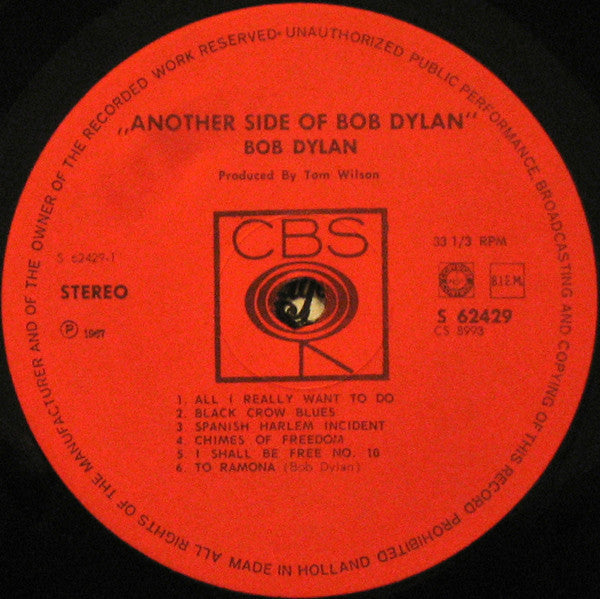 ALL RIGHTS OF THE MANUFACTURER AND OF THE OWNER OF THE RECORDED WORK RESERVED • UNAUTHORIZED PUBLIC PERFORMANCE, BROADCASTING AND COPYING OF THIS RECORD PROHIBITED
„ANOTHER SIDE OF BOB DYLAN"
BOB DYLAN
Produced By Tom Wilson
CBS
S 62429-1
33 1/3 RPM
STEREO
B.I.E.M.
S 62429
CS 8993
Ⓟ 1967
1. ALL I REALLY WANT TO DO
2. BLACK CROW BLUES
3. SPANISH HARLEM INCIDENT
4. CHIMES OF FREEDOM
5. I SHALL BE FREE NO. 10
6. TO RAMONA (Bob Dylan)
MADE IN HOLLAND